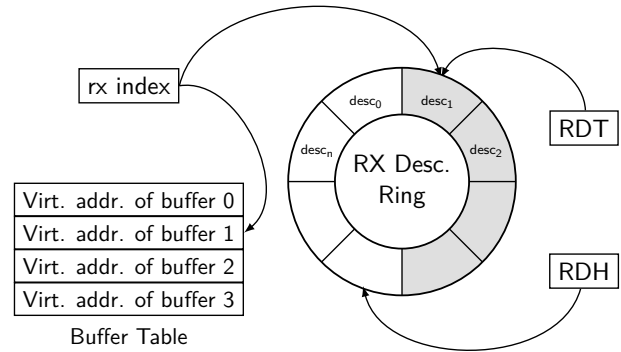 rx index
desc₀
desc₁
descₙ
desc₂
RX Desc.
Ring
RDT
RDH
Virt. addr. of buffer 0
Virt. addr. of buffer 1
Virt. addr. of buffer 2
Virt. addr. of buffer 3
Buffer Table